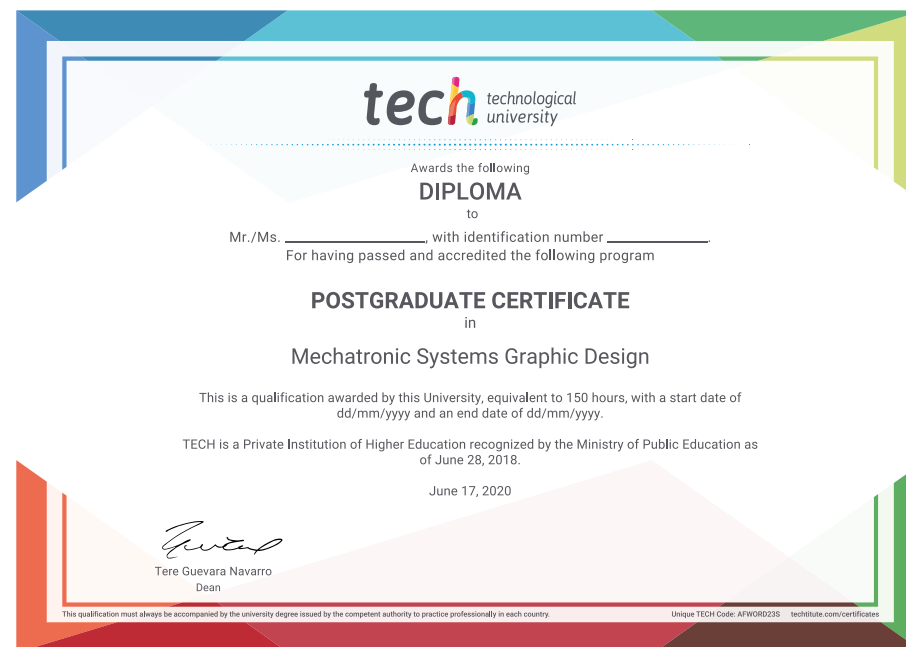 tech technological
university
Awards the following
DIPLOMA
to
Mr./Ms. ____________________, with identification number ______________.
For having passed and accredited the following program
POSTGRADUATE CERTIFICATE
in
Mechatronic Systems Graphic Design
This is a qualification awarded by this University, equivalent to 150 hours, with a start date of
dd/mm/yyyy and an end date of dd/mm/yyyy.
TECH is a Private Institution of Higher Education recognized by the Ministry of Public Education as
of June 28, 2018.
June 17, 2020
Tere Guevara Navarro
Dean
This qualification must always be accompanied by the university degree issued by the competent authority to practice professionally in each country.
Unique TECH Code: AFWORD23S techtitute.com/certificates